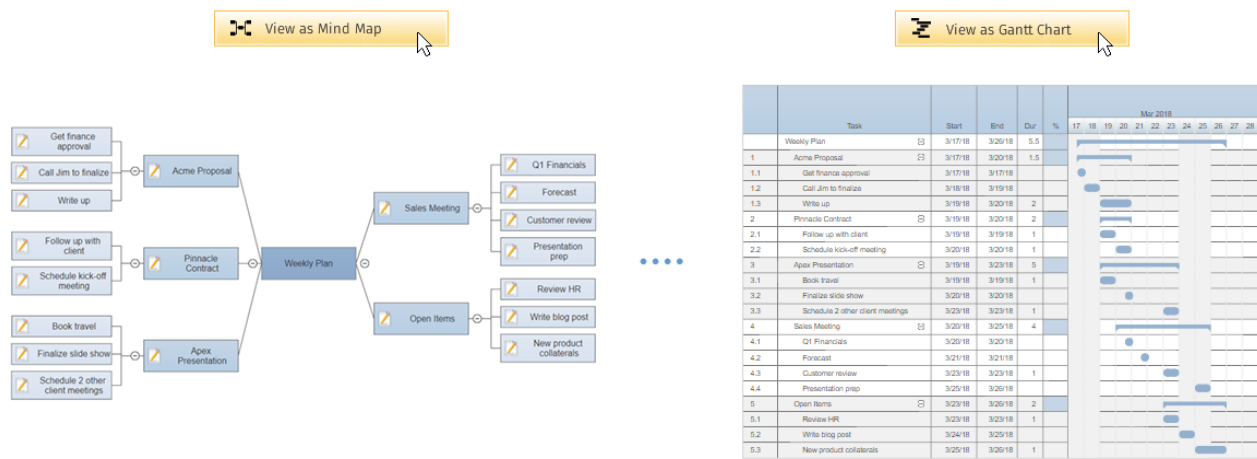 View as Mind Map
View as Gantt Chart
Get finance
approval
Call Jim to finalize
Write up
Acme Proposal
Follow up with
client
Schedule kick-off
meeting
Pinnacle
Contract
Book travel
Finalize slide show
Schedule 2 other
client meetings
Apex
Presentation
Weekly Plan
Sales Meeting
Q1 Financials
Forecast
Customer review
Presentation
prep
Open Items
Review HR
Write blog post
New product
collaterals
Mar 2018
Task Start End Dur % 17 18 19 20 21 22 23 24 25 26 27 28
Weekly Plan 3/17/18 3/26/18 5.5
1 Acme Proposal 3/17/18 3/20/18 1.5
1.1 Get finance approval 3/17/18 3/17/18
1.2 Call Jim to finalize 3/18/18 3/19/18
1.3 Write up 3/19/18 3/20/18 2
2 Pinnacle Contract 3/19/18 3/20/18 2
2.1 Follow up with client 3/19/18 3/19/18 1
2.2 Schedule kick-off meeting 3/20/18 3/20/18 1
3 Apex Presentation 3/19/18 3/23/18 5
3.1 Book travel 3/19/18 3/19/18 1
3.2 Finalize slide show 3/20/18 3/20/18
3.3 Schedule 2 other client meetings 3/23/18 3/23/18 1
4 Sales Meeting 3/20/18 3/25/18 4
4.1 Q1 Financials 3/20/18 3/20/18
4.2 Forecast 3/21/18 3/21/18
4.3 Customer review 3/23/18 3/23/18 1
4.4 Presentation prep 3/25/18 3/26/18
5 Open Items 3/23/18 3/26/18 2
5.1 Review HR 3/23/18 3/23/18 1
5.2 Write blog post 3/24/18 3/25/18
5.3 New product collaterals 3/25/18 3/26/18 1